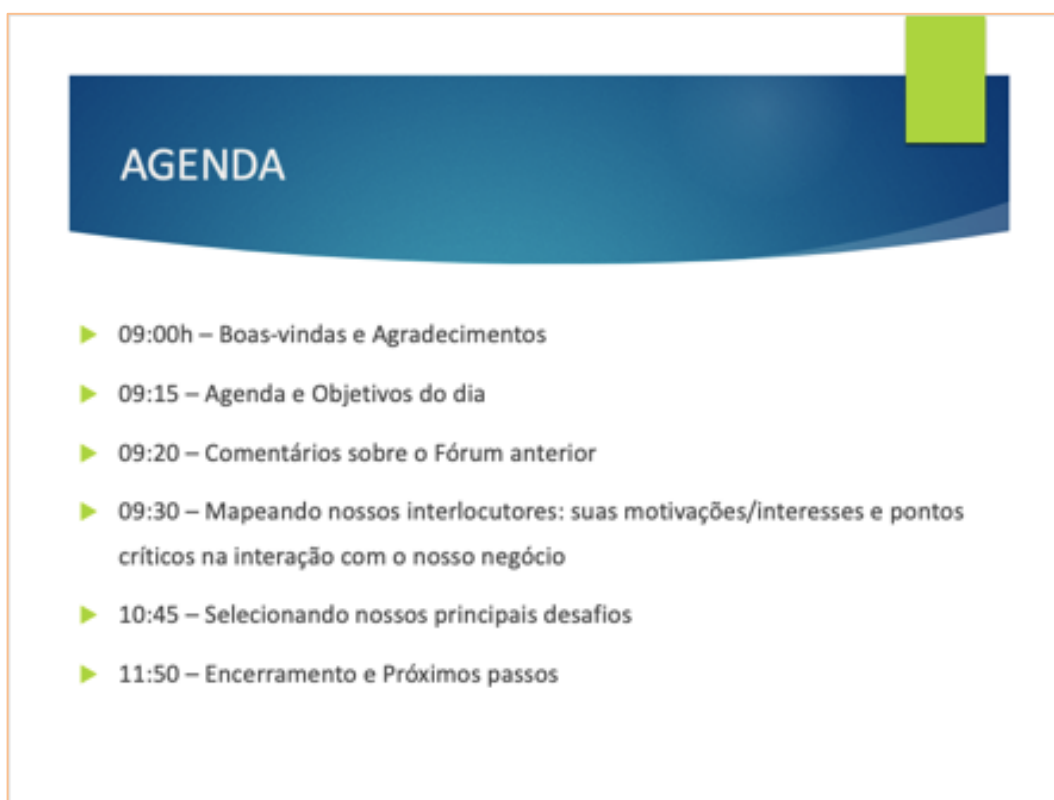 AGENDA
09:00h – Boas-vindas e Agradecimentos
09:15 – Agenda e Objetivos do dia
09:20 – Comentários sobre o Fórum anterior
09:30 – Mapeando nossos interlocutores: suas motivações/interesses e pontos
críticos na interação com o nosso negócio
10:45 – Selecionando nossos principais desafios
11:50 – Encerramento e Próximos passos